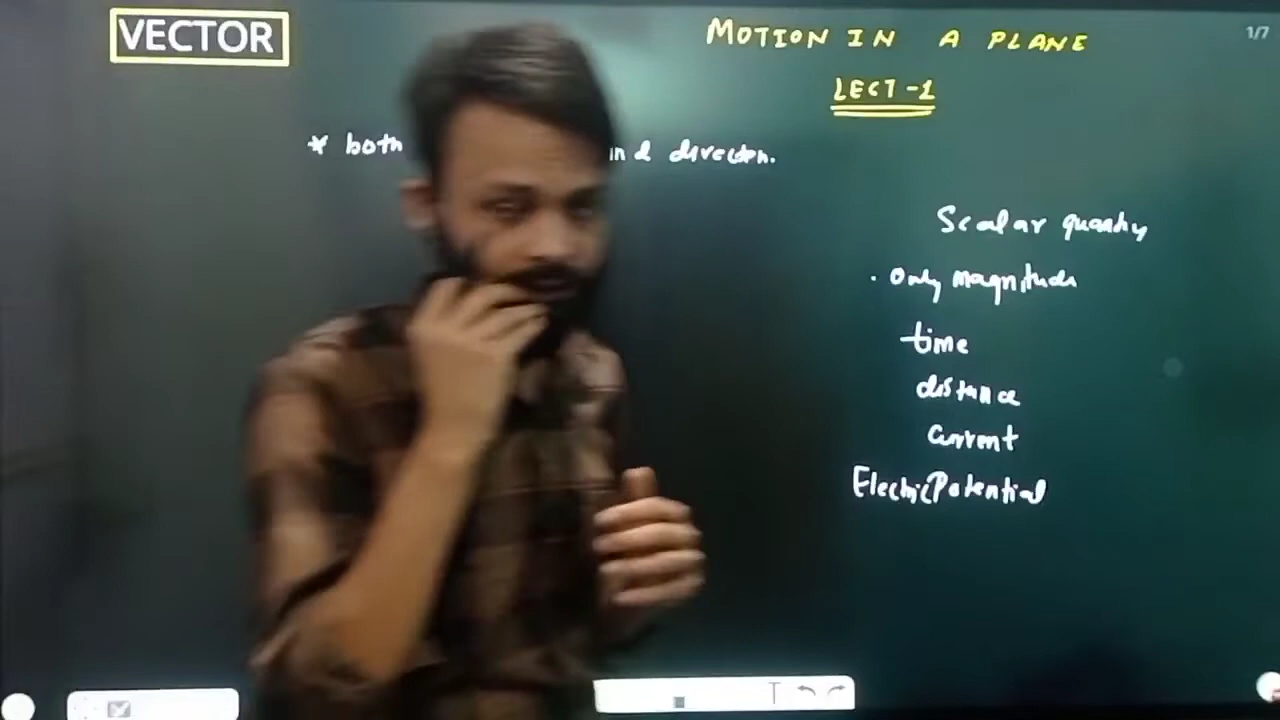 VECTOR
MOTION IN A PLANE
1/7
LECT-1
* both
and direction.
Scalar quantity
. Only magnitude
time
distance
current
Electric Potential
T